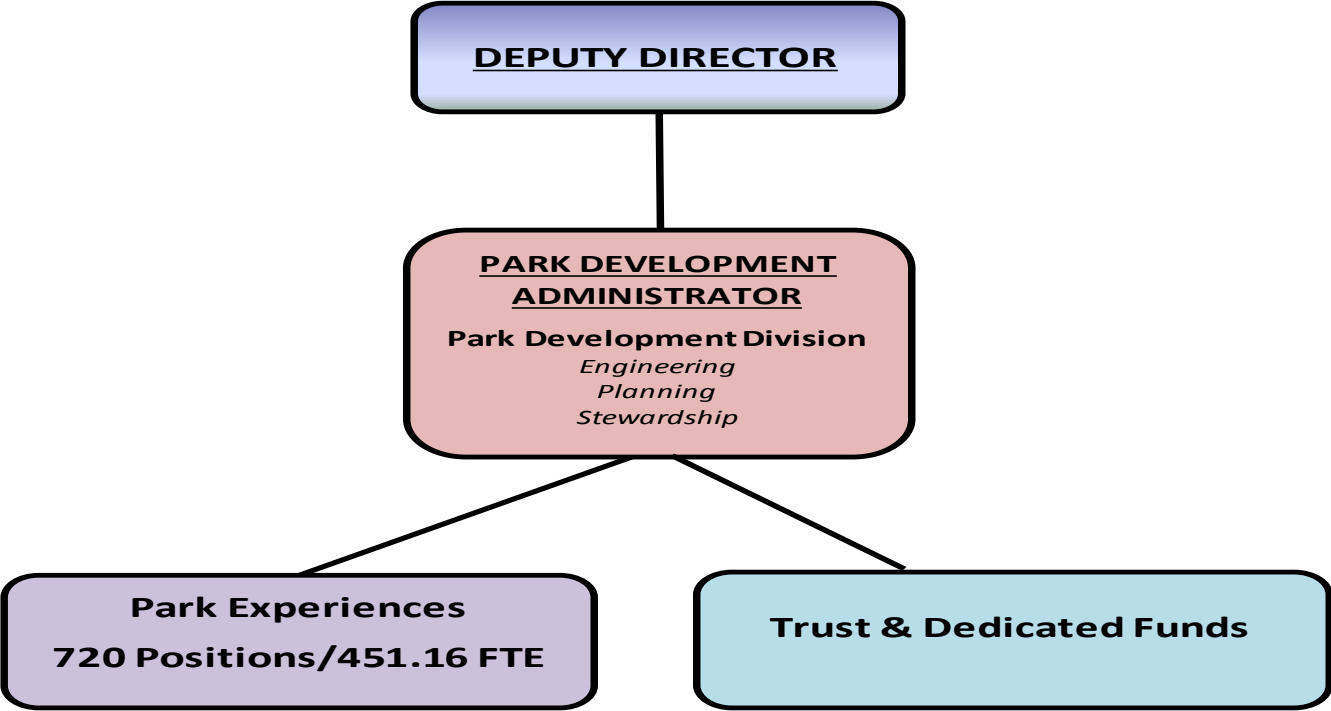 DEPUTY DIRECTOR
PARK DEVELOPMENT
ADMINISTRATOR
Park Development Division
Engineering
Planning
Stewardship
Park Experiences
720 Positions/451.16 FTE
Trust & Dedicated Funds